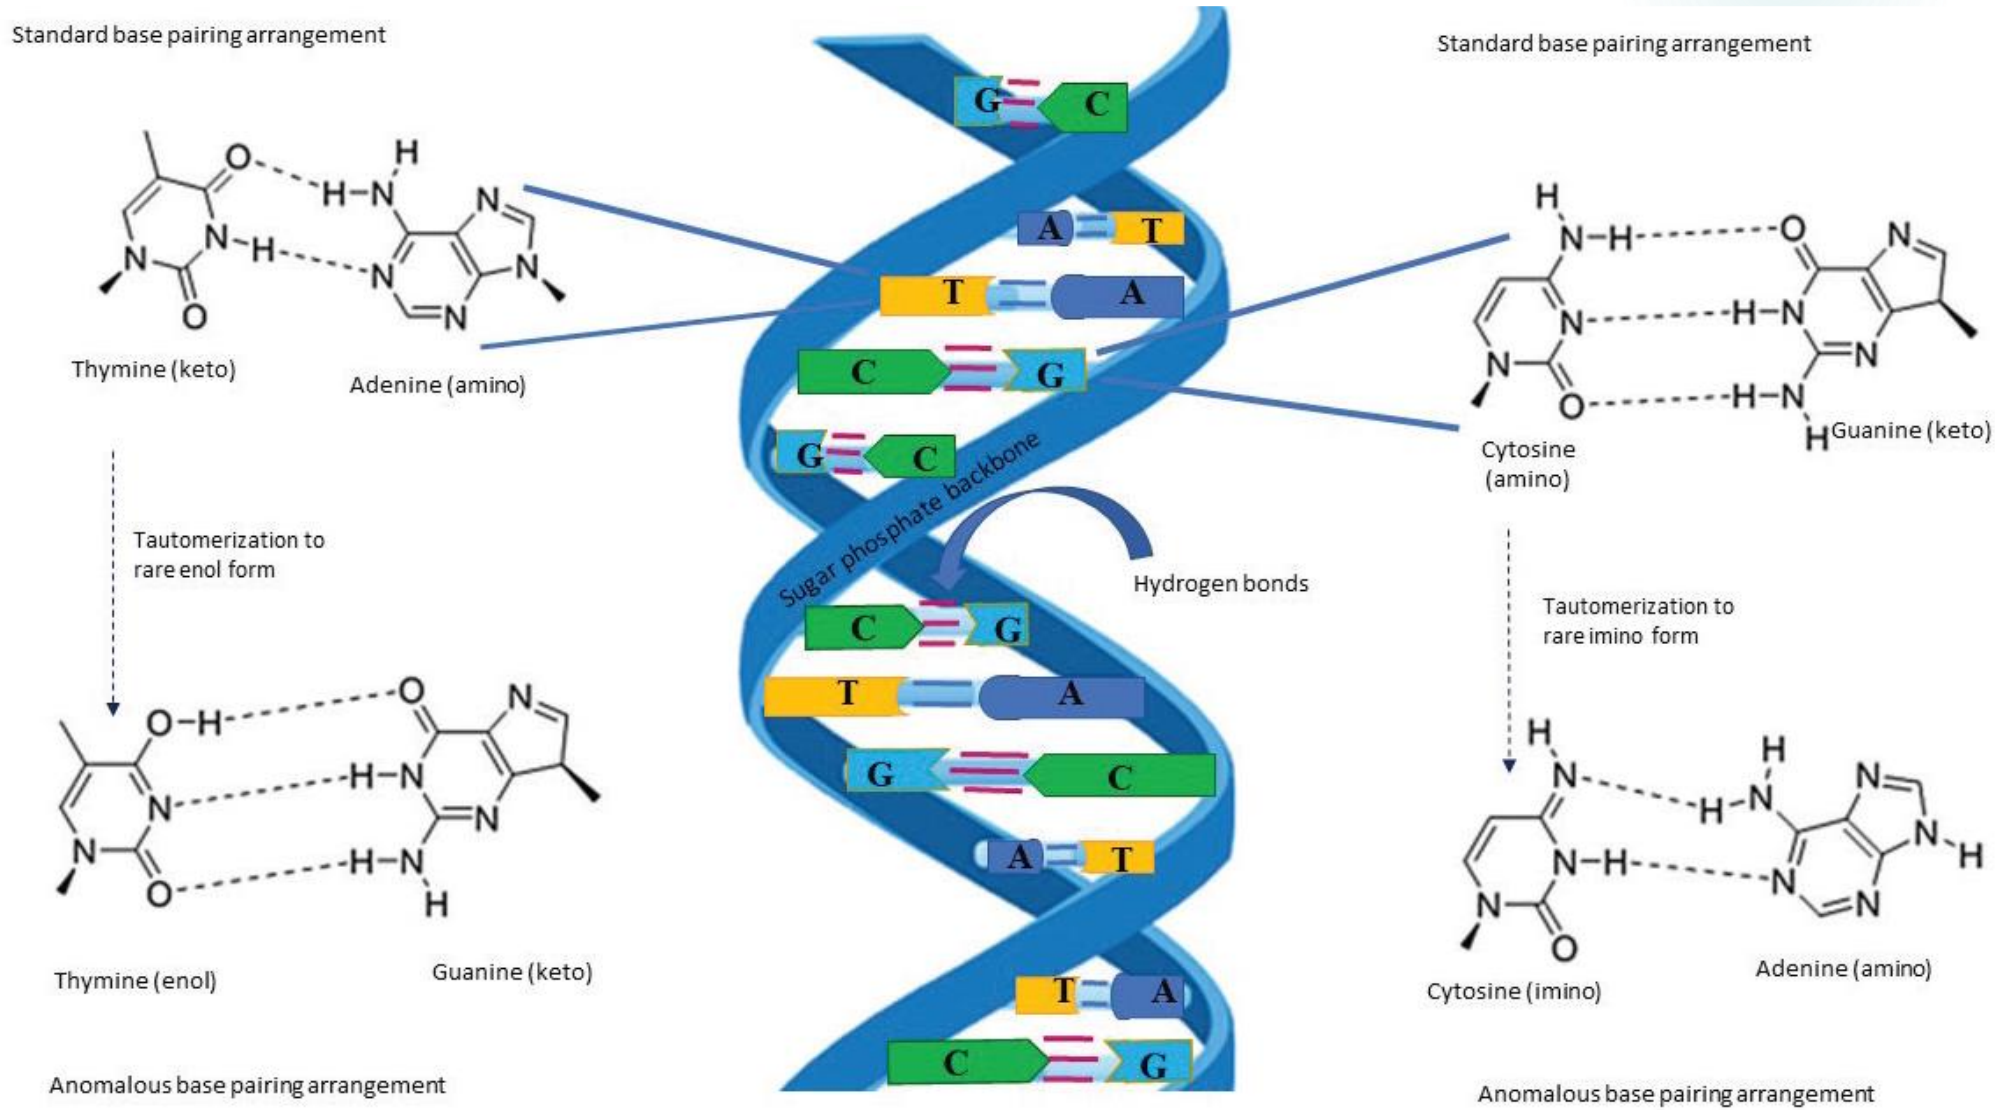 Standard base pairing arrangement
O H
H-N N
N-H N N
N N
O
Thymine (keto)
Adenine (amino)
Tautomerization to
rare enol form
O-H O N
N H-N N
N O H-N
H
Thymine (enol)
Guanine (keto)
Anomalous base pairing arrangement
G C
A T
T A
C G
G C
Sugar phosphate backbone
Hydrogen bonds
C G
T A
G C
A T
T A
C G
Standard base pairing arrangement
H
N-H O N
N H-N N
N O H-N
H
Cytosine
(amino)
Guanine (keto)
Tautomerization to
rare imino form
H H
N H-N N
N-H N N N-H
N O
Cytosine (imino)
Adenine (amino)
Anomalous base pairing arrangement